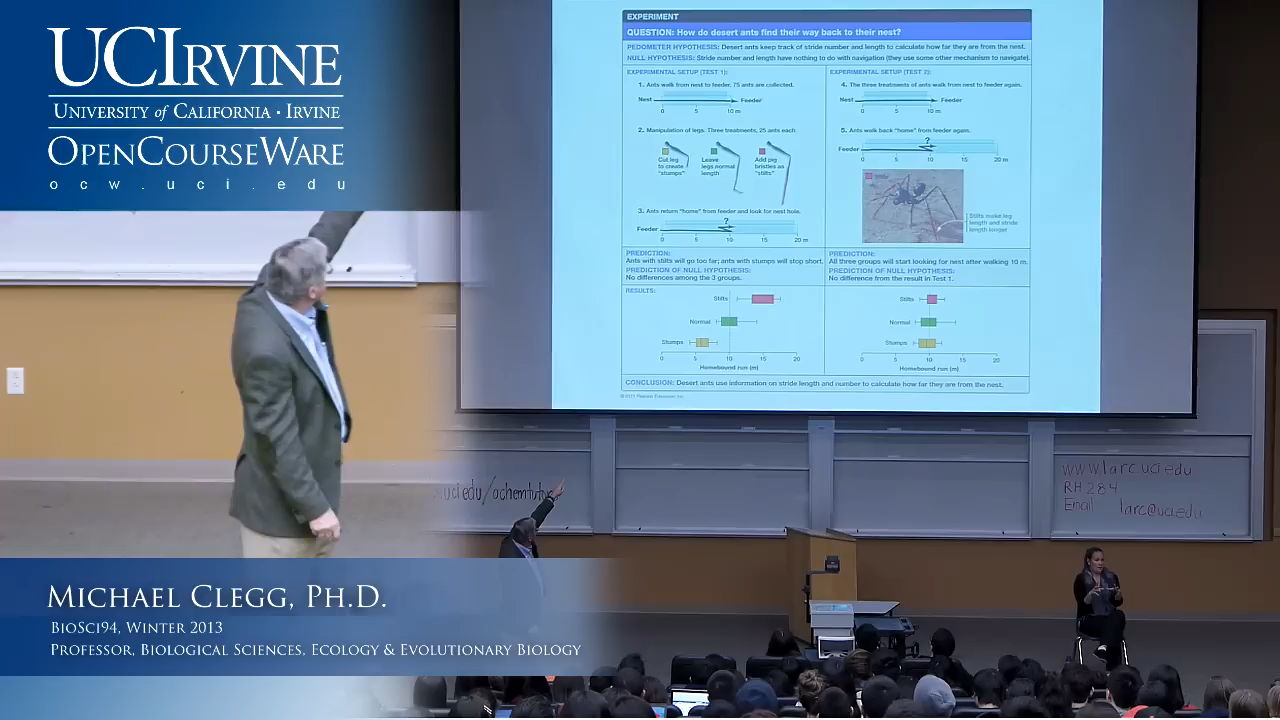 UCIRVINE
UNIVERSITY of CALIFORNIA · IRVINE
OPENCOURSEWARE
ocw.uci.edu
MICHAEL CLEGG, PH.D.
BIOSCI94, WINTER 2013
PROFESSOR, BIOLOGICAL SCIENCES, ECOLOGY & EVOLUTIONARY BIOLOGY
EXPERIMENT
QUESTION: How do desert ants find their way back to their nest?
PEDOMETER HYPOTHESIS: Desert ants keep track of stride number and length to calculate how far they are from the nest.
NULL HYPOTHESIS: Stride number and length have nothing to do with navigation (they use some other mechanism to navigate).
EXPERIMENTAL SETUP (TEST 1):
1. Ants walk from nest to feeder, 75 ants are collected.
Nest Feeder
0 5 10 m
2. Manipulation of legs. Three treatments, 25 ants each.
Cut leg to create "stumps"
Leave legs normal length
Add pig bristles as "stilts"
3. Ants return "home" from feeder and look for nest hole.
?
Feeder
0 5 10 15 20 m
PREDICTION:
Ants with stilts will go too far; ants with stumps will stop short.
PREDICTION OF NULL HYPOTHESIS:
No differences among the 3 groups.
RESULTS:
Stilts
Normal
Stumps
0 5 10 15 20
Homebound run (m)
EXPERIMENTAL SETUP (TEST 2):
4. The three treatments of ants walk from nest to feeder again.
Nest Feeder
0 5 10 m
5. Ants walk back "home" from feeder again.
?
Feeder
0 5 10 15 20 m
Stilts make leg length and stride length longer
PREDICTION:
All three groups will start looking for nest after walking 10 m.
PREDICTION OF NULL HYPOTHESIS:
No difference from the result in Test 1.
Stilts
Normal
Stumps
0 5 10 15 20
Homebound run (m)
CONCLUSION: Desert ants use information on stride length and number to calculate how far they are from the nest.
© 2011 Pearson Education, Inc.
.uci.edu/ochemtutor
www.larc.uci.edu
RH 284
Email larc@uci.edu